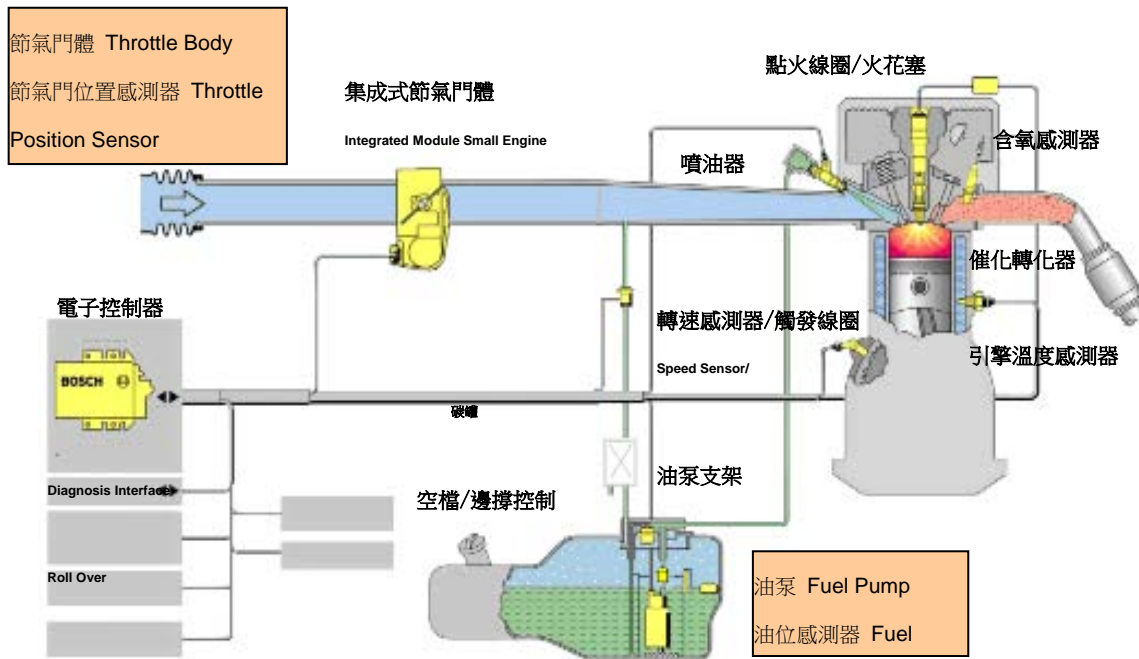 節氣門體 Throttle Body
節氣門位置感測器 Throttle
Position Sensor
集成式節氣門體
Integrated Module Small Engine
點火線圈/火花塞
含氧感測器
噴油器
催化轉化器
電子控制器
BOSCH
轉速感測器/觸發線圈
Speed Sensor/
引擎溫度感測器
碳罐
Diagnosis Interface
空檔/邊撐控制
油泵支架
Roll Over
油泵 Fuel Pump
油位感測器 Fuel